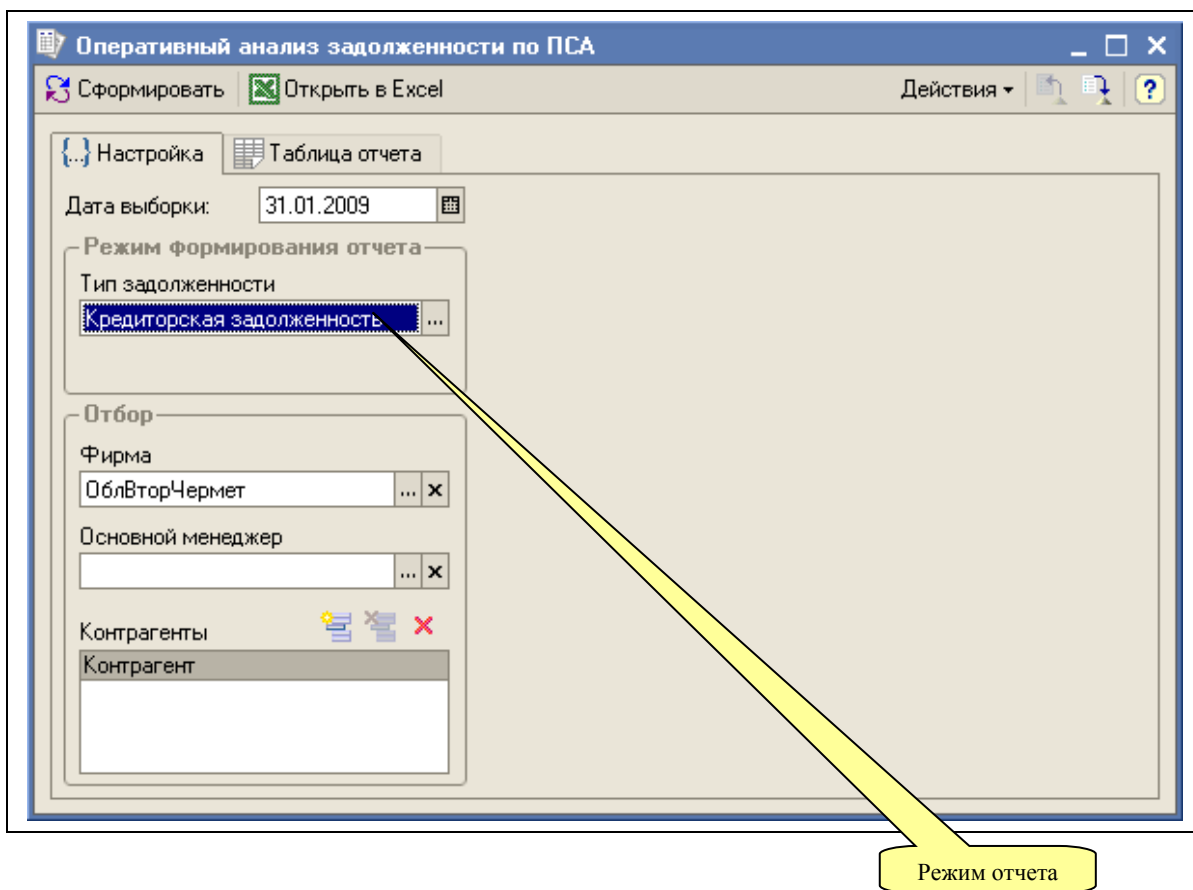 Оперативный анализ задолженности по ПСА
Сформировать Открыть в Excel Действия
{...} Настройка Таблица отчета
Дата выборки: 31.01.2009
Режим формирования отчета
Тип задолженности
Кредиторская задолженность ...
Отбор
Фирма
ОблВторЧермет ...
Основной менеджер
...
Контрагенты
Контрагент
Режим отчета